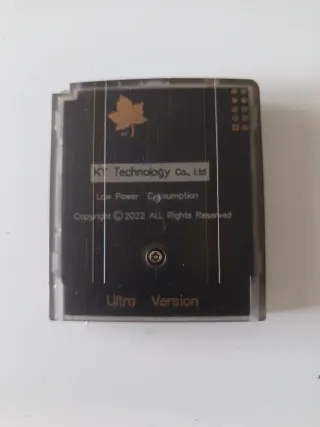 KY Technology Co., Ltd
Low Power Consumption
Copyright © 2022 ALL Rights Reserved
Ultra Version